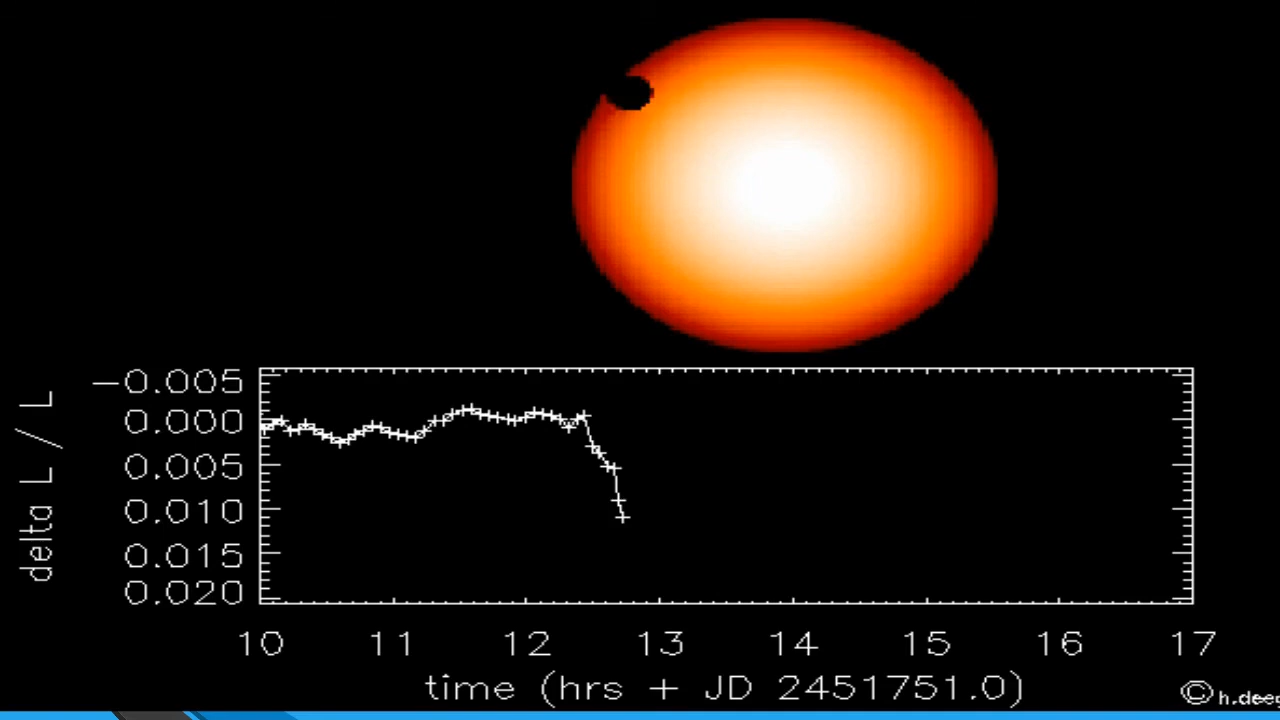 -0.005
0.000
0.005
0.010
0.015
0.020
delta L / L
10 11 12 13 14 15 16 17
time (hrs + JD 2451751.0)
© h.deeg